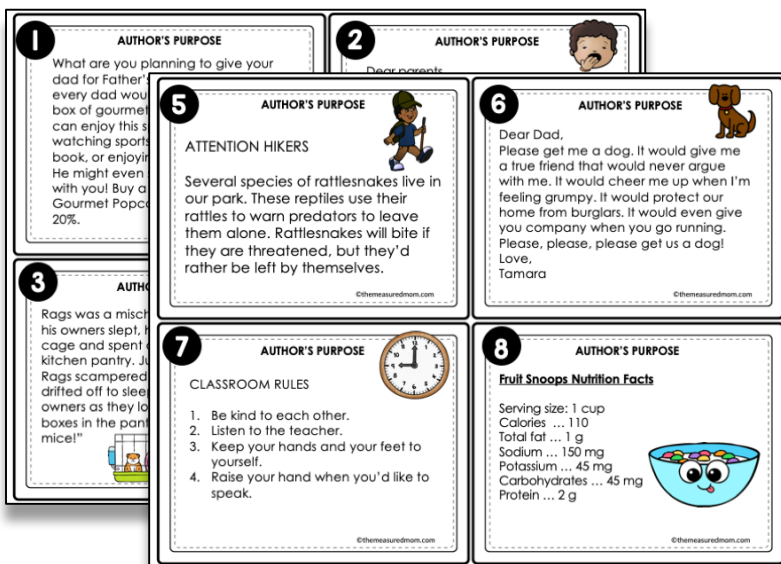 1
AUTHOR'S PURPOSE
What are you planning to give your
dad for Father's
every dad wou
box of gourmet
can enjoy this s
watching sports
book, or enjoyin
He might even
with you! Buy a
Gourmet Popco
20%.
2
AUTHOR'S PURPOSE
Dear parents
3
AUTHO
Rags was a misch
his owners slept, h
cage and spent
kitchen pantry. Ju
Rags scampered
drifted off to sleep
owners as they lo
boxes in the pant
mice!"
5
AUTHOR'S PURPOSE
ATTENTION HIKERS
Several species of rattlesnakes live in
our park. These reptiles use their
rattles to warn predators to leave
them alone. Rattlesnakes will bite if
they are threatened, but they'd
rather be left by themselves.
©themeasuredmom.com
6
AUTHOR'S PURPOSE
Dear Dad,
Please get me a dog. It would give me
a true friend that would never argue
with me. It would cheer me up when I'm
feeling grumpy. It would protect our
home from burglars. It would even give
you company when you go running.
Please, please, please get us a dog!
Love,
Tamara
©themeasuredmom.com
7
AUTHOR'S PURPOSE
CLASSROOM RULES
1. Be kind to each other.
2. Listen to the teacher.
3. Keep your hands and your feet to
yourself.
4. Raise your hand when you'd like to
speak.
©themeasuredmom.com
8
AUTHOR'S PURPOSE
Fruit Snoops Nutrition Facts
Serving size: 1 cup
Calories ... 110
Total fat ... 1 g
Sodium ... 150 mg
Potassium ... 45 mg
Carbohydrates ... 45 mg
Protein ... 2 g
©themeasuredmom.com